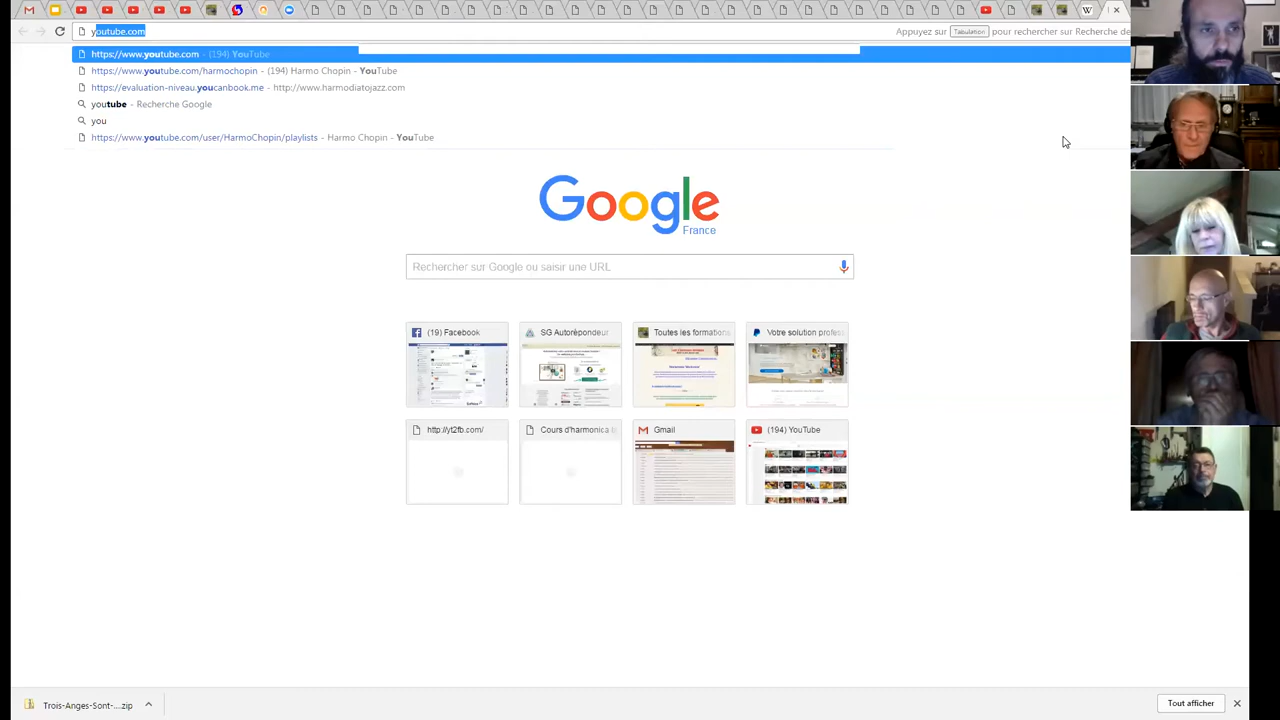 youtube.com
Appuyez sur Tabulation pour rechercher sur Recherche de
https://www.youtube.com - (194) YouTube
https://www.youtube.com/harmochopin - (194) Harmo Chopin - YouTube
https://evaluation-niveau.youcanbook.me - http://www.harmodiatojazz.com
youtube - Recherche Google
you
https://www.youtube.com/user/HarmoChopin/playlists - Harmo Chopin - YouTube
Google
France
Rechercher sur Google ou saisir une URL
(19) Facebook
SG Autorépondeur
Toutes les formations
Votre solution profess
http://yt2fb.com/
Cours d'harmonica b
Gmail
(194) YouTube
Trois-Anges-Sont-....zip
Tout afficher